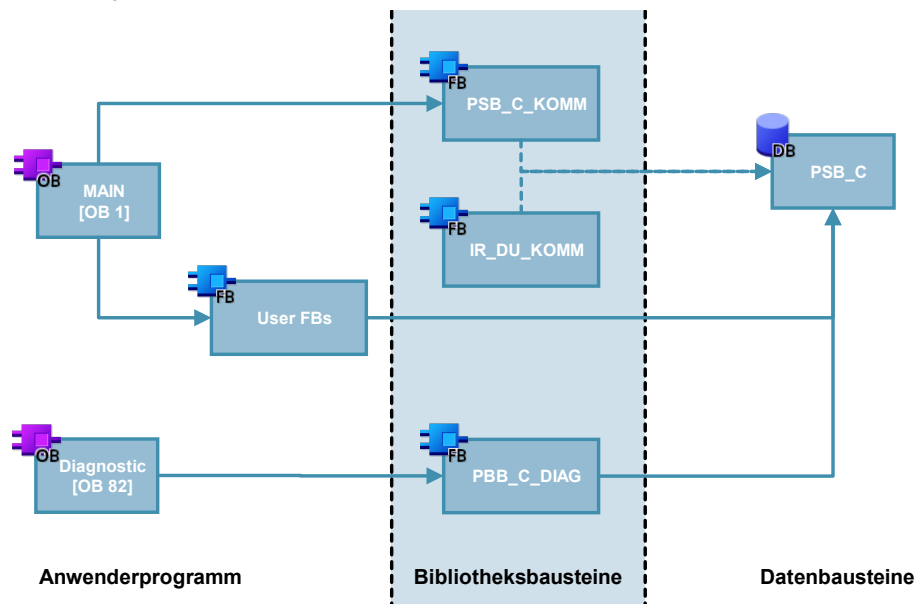 FB
PSB_C_KOMM
DB
PSB_C
OB
MAIN
[OB 1]
FB
IR_DU_KOMM
FB
User FBs
OB
Diagnostic
[OB 82]
FB
PBB_C_DIAG
Anwenderprogramm
Bibliotheksbausteine
Datenbausteine